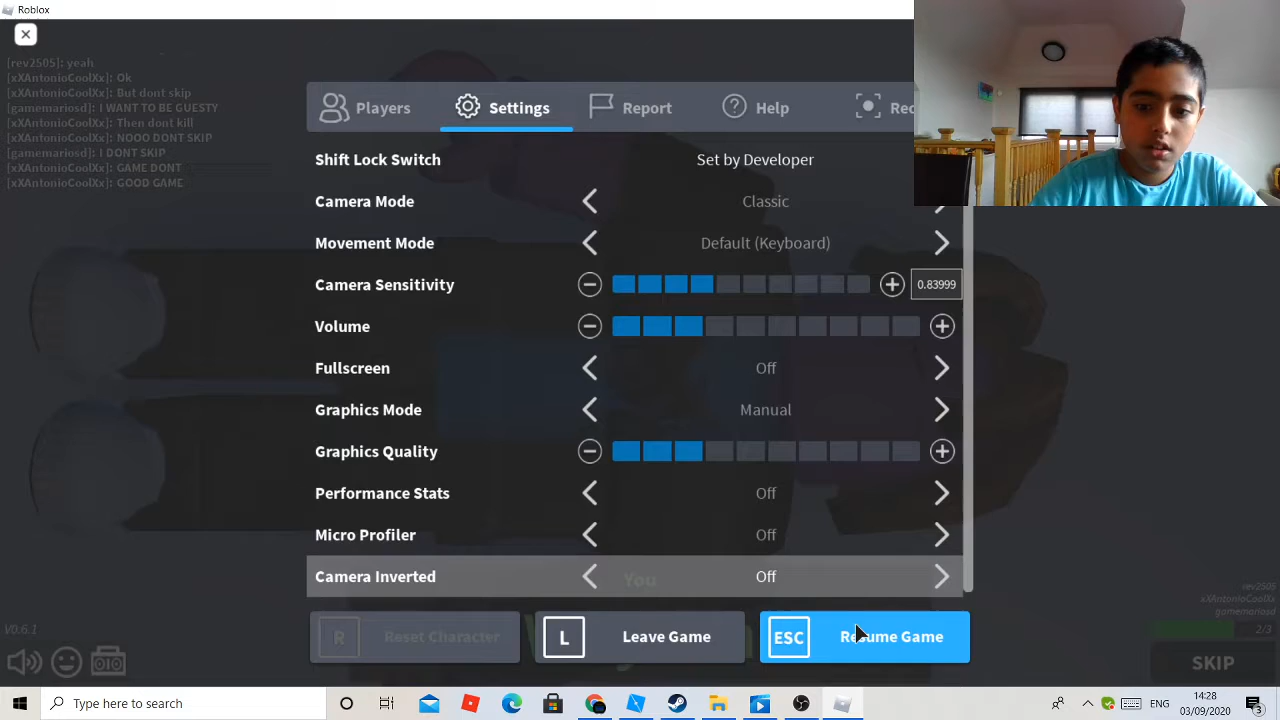 Roblox
[rev2505]: yeah
[xXAntonioCoolXx]: Ok
[xXAntonioCoolXx]: But dont skip
[gamemariosd]: I WANT TO BE GUESTY
[xXAntonioCoolXx]: Then dont kill
[xXAntonioCoolXx]: NOOO DONT SKIP
[gamemariosd]: I DONT SKIP
[xXAntonioCoolXx]: GAME DONT
[xXAntonioCoolXx]: GOOD GAME
Players Settings Report Help Rec
Shift Lock Switch Set by Developer
Camera Mode Classic
Movement Mode Default (Keyboard)
Camera Sensitivity 0.83999
Volume
Fullscreen Off
Graphics Mode Manual
Graphics Quality
Performance Stats Off
Micro Profiler Off
Camera Inverted Off
You
rev2505
xXAntonioCoolXx
gamemariosd
2/3
V0.6.1
R Reset Character L Leave Game ESC Resume Game
SKIP
Type here to search
ENG 14:28
03/09/2020
3